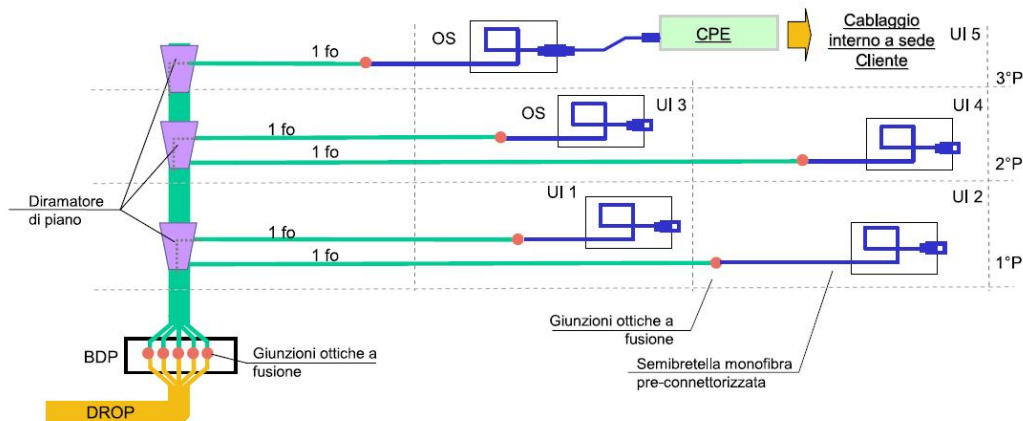 OS
CPE
Cablaggio
interno a sede
Cliente
UI 5
1 fo
3°P
OS
UI 3
UI 4
1 fo
1 fo
2°P
Diramatore
di piano
UI 1
UI 2
1 fo
1 fo
1°P
Giunzioni ottiche a
fusione
BDP
Giunzioni ottiche a
fusione
Semibretella monofibra
pre-connettorizzata
DROP